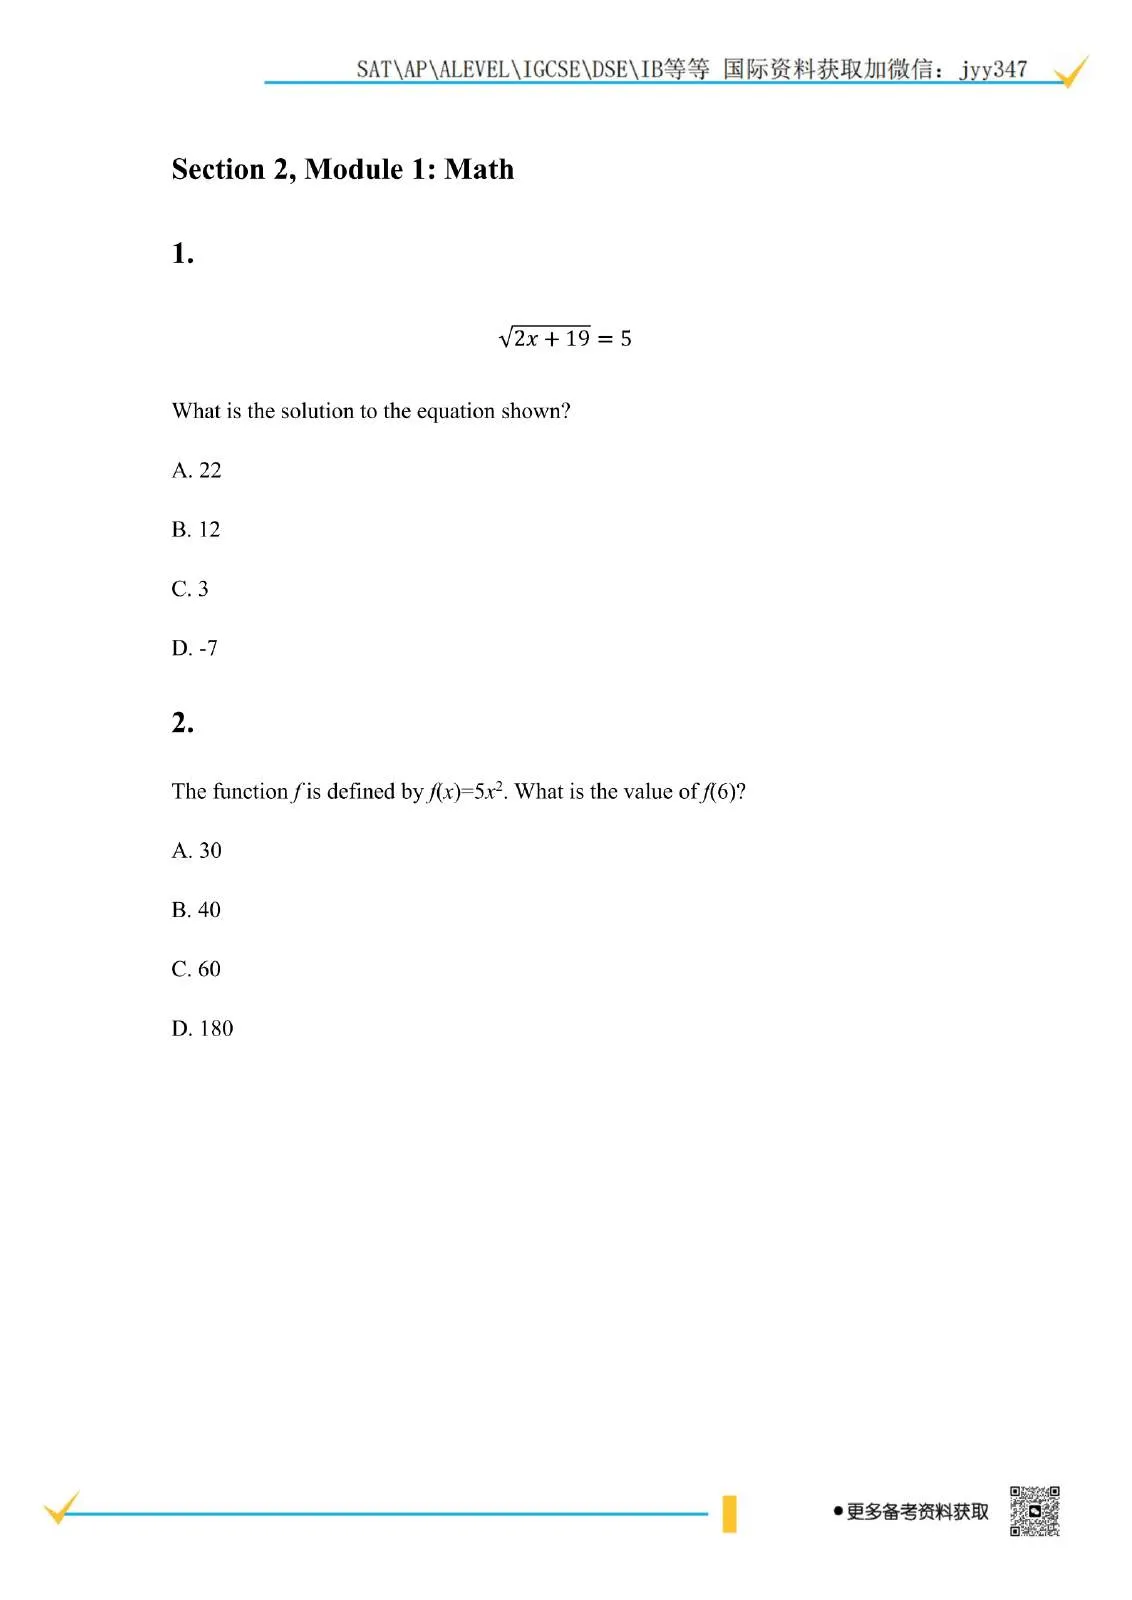 SAT\AP\ALEVEL\IGCSE\DSE\IB等等 国际资料获取加微信：jyy347
Section 2, Module 1: Math
1.
√2x + 19 = 5
What is the solution to the equation shown?
A. 22
B. 12
C. 3
D. -7
2.
The function f is defined by f(x)=5x². What is the value of f(6)?
A. 30
B. 40
C. 60
D. 180
●更多备考资料获取